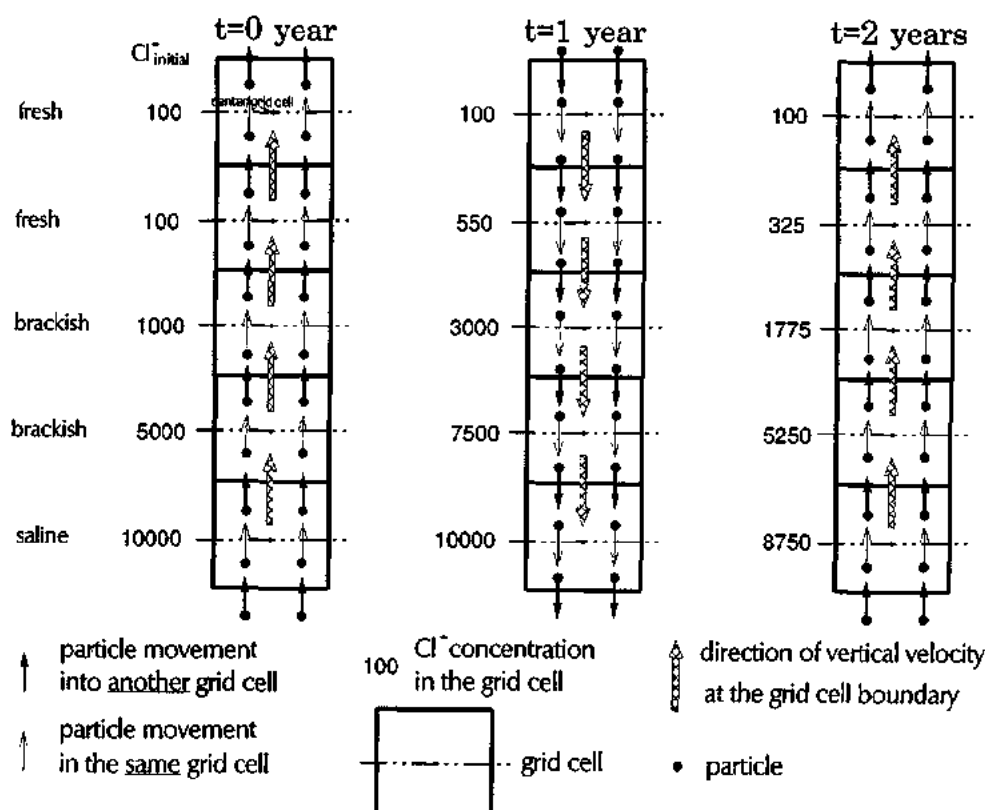 t=0 year
t=1 year
t=2 years
Cl⁻initial
center grid cell
fresh 100 100 100
fresh 100 550 325
brackish 1000 3000 1775
brackish 5000 7500 5250
saline 10000 10000 8750
particle movement
into another grid cell
100 Cl⁻ concentration
in the grid cell
direction of vertical velocity
at the grid cell boundary
particle movement
in the same grid cell
grid cell
particle